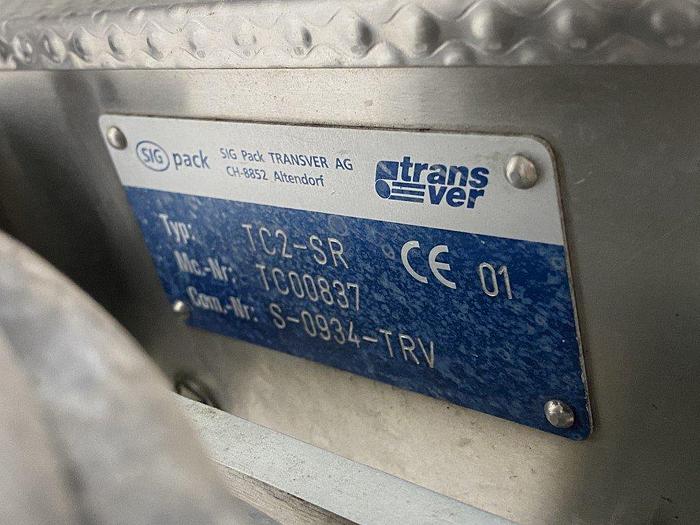 SIG pack
SIG Pack TRANSVER AG
CH-8852 Altendorf
trans
ver
Typ: TC2-SR
Mc.-Nr: TC00837
Com.-Nr: S-0934-TRV
CE 01